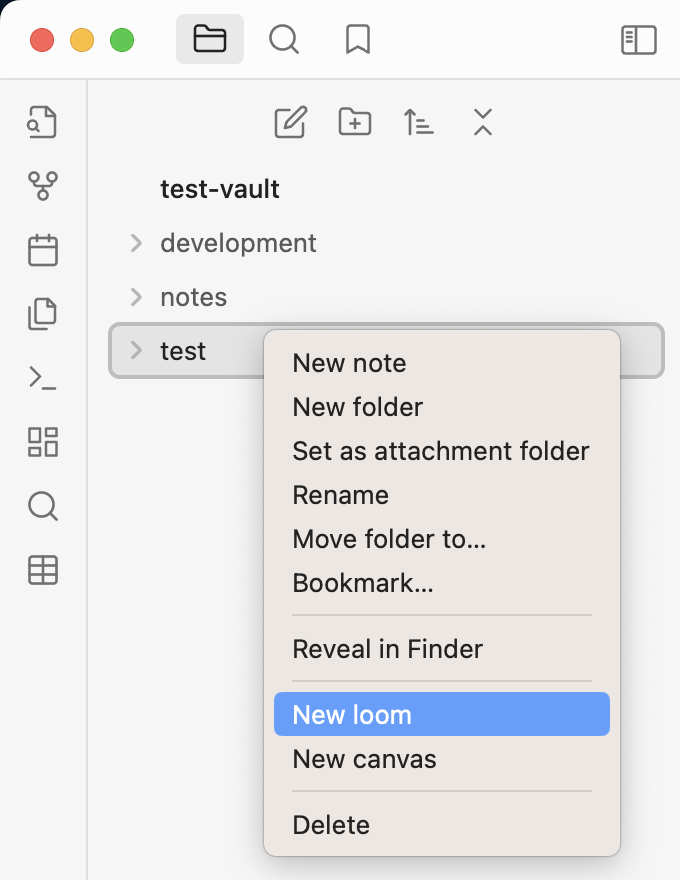 test-vault
development
notes
test
New note
New folder
Set as attachment folder
Rename
Move folder to...
Bookmark...
Reveal in Finder
New loom
New canvas
Delete